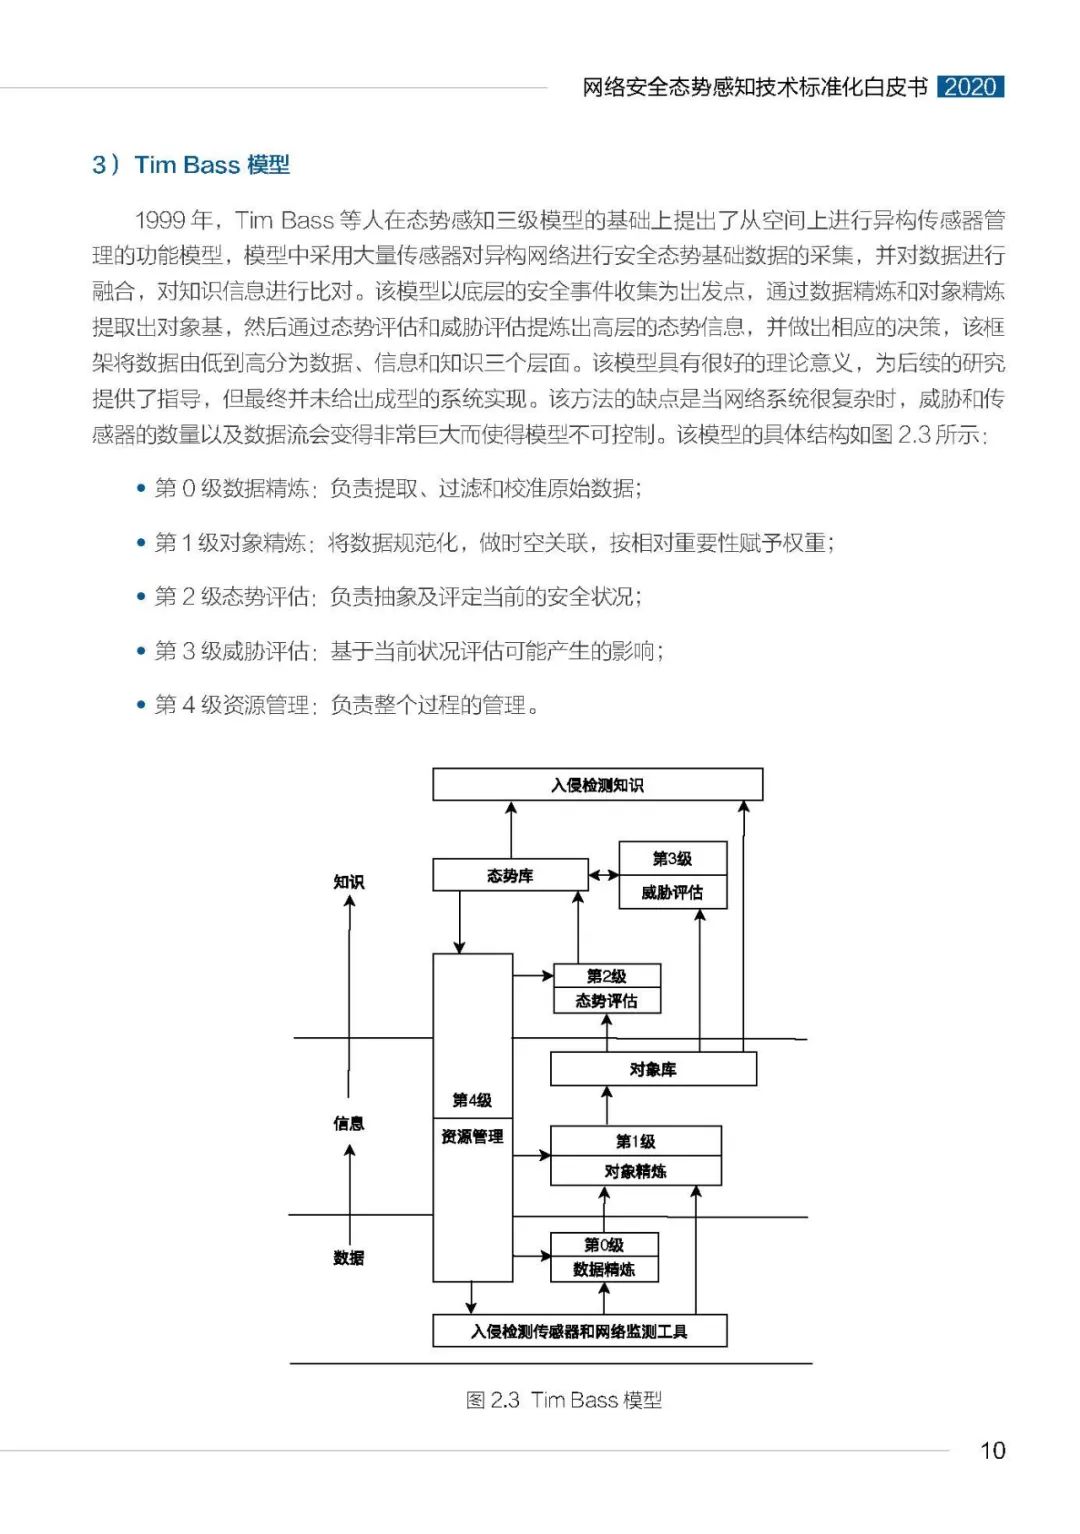 网络安全态势感知技术标准化白皮书 2020
3）Tim Bass 模型
1999 年，Tim Bass 等人在态势感知三级模型的基础上提出了从空间上进行异构传感器管
理的功能模型，模型中采用大量传感器对异构网络进行安全态势基础数据的采集，并对数据进行
融合，对知识信息进行比对。该模型以底层的安全事件收集为出发点，通过数据精炼和对象精炼
提取出对象基，然后通过态势评估和威胁评估提炼出高层的态势信息，并做出相应的决策，该框
架将数据由低到高分为数据、信息和知识三个层面。该模型具有很好的理论意义，为后续的研究
提供了指导，但最终并未给出成型的系统实现。该方法的缺点是当网络系统很复杂时，威胁和传
感器的数量以及数据流会变得非常巨大而使得模型不可控制。该模型的具体结构如图 2.3 所示：
• 第 0 级数据精炼：负责提取、过滤和校准原始数据；
• 第 1 级对象精炼：将数据规范化，做时空关联，按相对重要性赋予权重；
• 第 2 级态势评估：负责抽象及评定当前的安全状况；
• 第 3 级威胁评估：基于当前状况评估可能产生的影响；
• 第 4 级资源管理：负责整个过程的管理。
入侵检测知识
第3级
威胁评估
态势库
知识
第2级
态势评估
对象库
第4级
资源管理
信息
第1级
对象精炼
第0级
数据精炼
数据
入侵检测传感器和网络监测工具
图 2.3 Tim Bass 模型
10